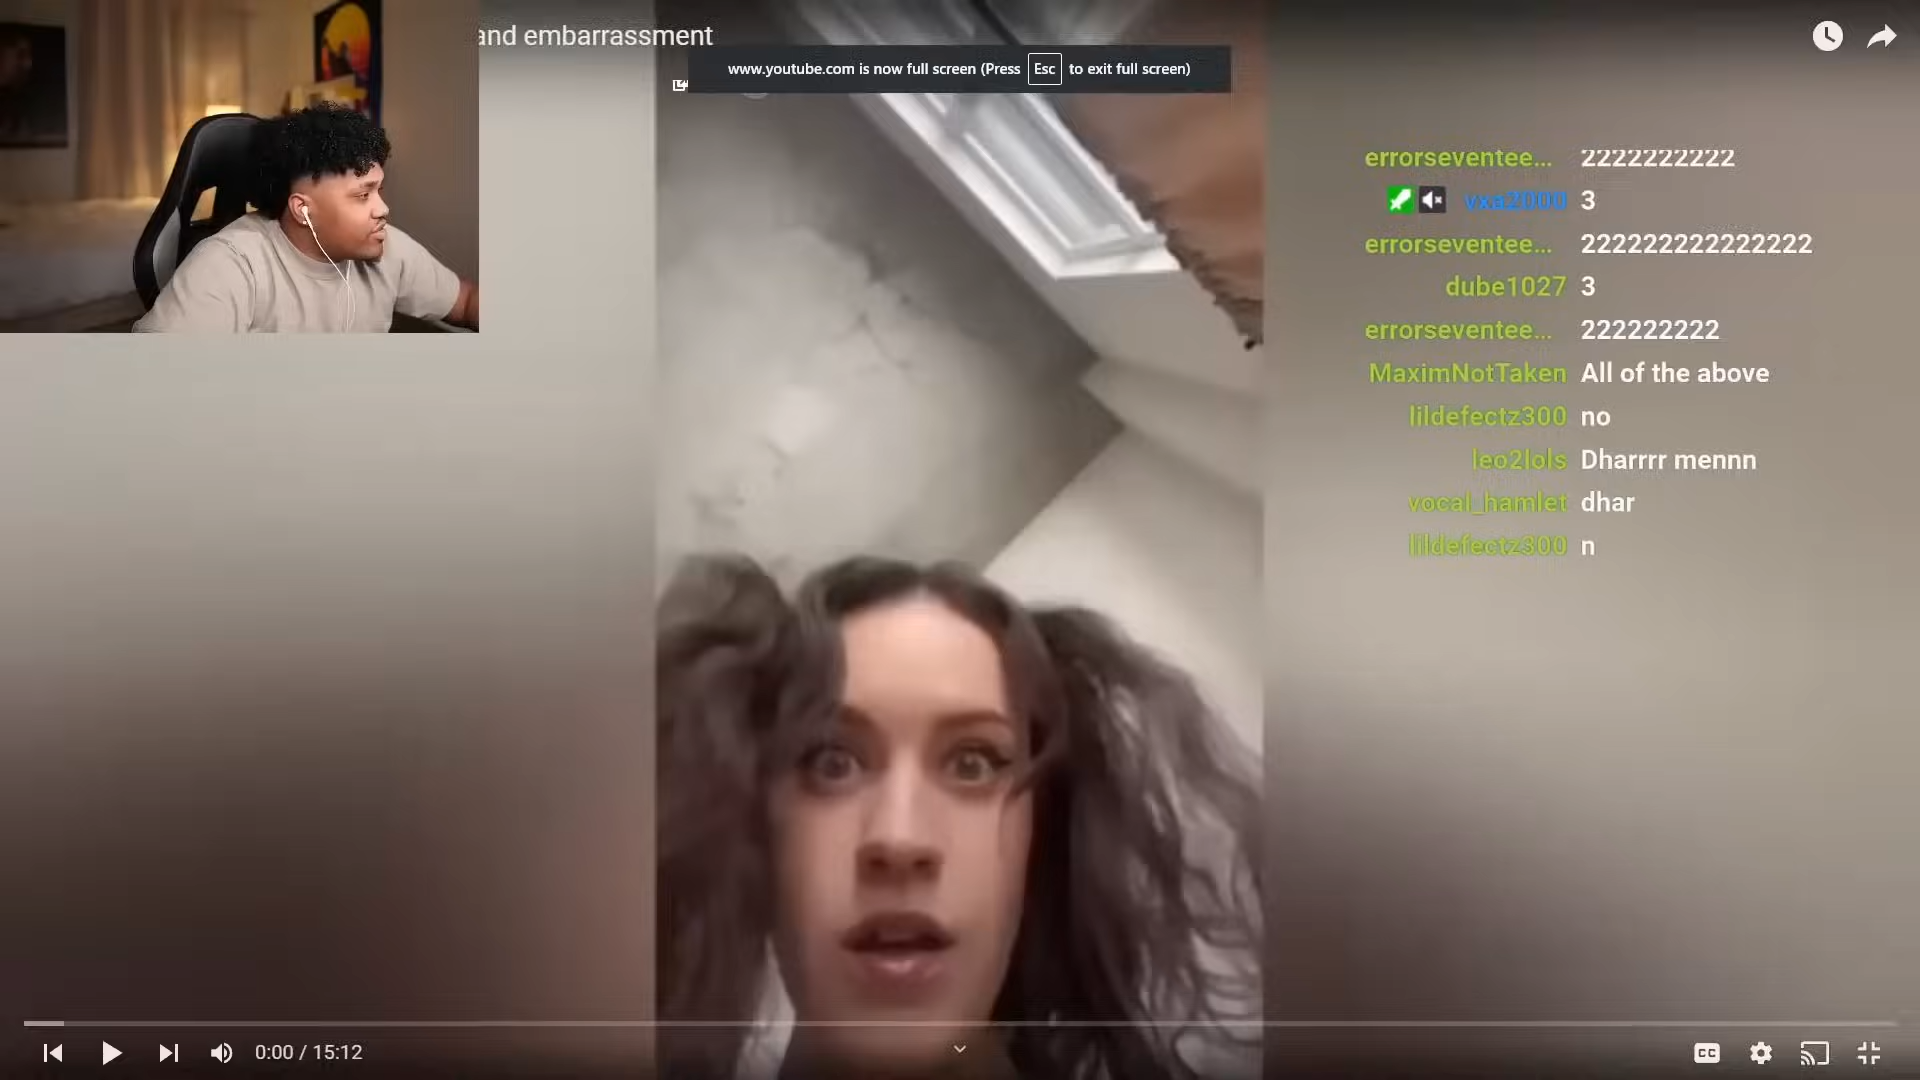 and embarrassment
www.youtube.com is now full screen (Press Esc to exit full screen)
errorseventee... 2222222222
vxa2000 3
errorseventee... 222222222222222
dube1027 3
errorseventee... 222222222
MaximNotTaken All of the above
lildefectz300 no
leo2lols Dharrrr mennn
vocal_hamlet dhar
lildefectz300 n
0:00 / 15:12
CC